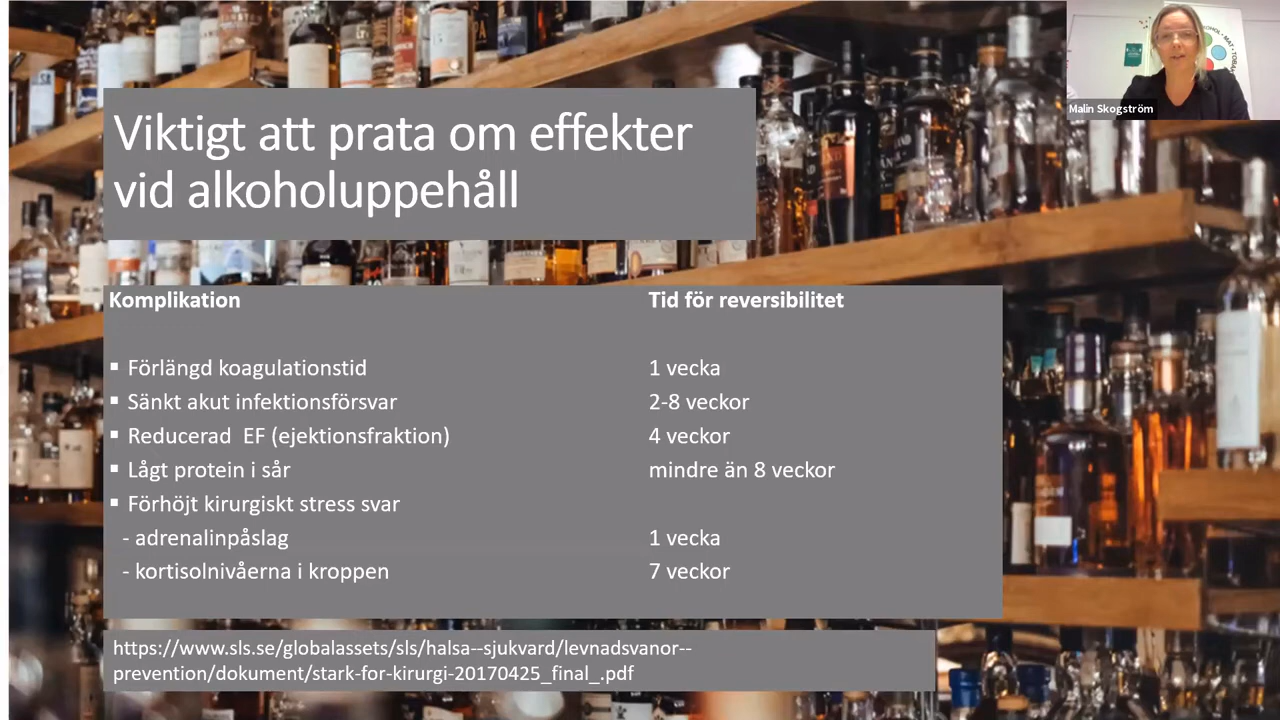 Viktigt att prata om effekter
vid alkoholuppehåll
Malin Skogström
Komplikation Tid för reversibilitet
▪ Förlängd koagulationstid 1 vecka
▪ Sänkt akut infektionsförsvar 2-8 veckor
▪ Reducerad  EF (ejektionsfraktion) 4 veckor
▪ Lågt protein i sår mindre än 8 veckor
▪ Förhöjt kirurgiskt stress svar
- adrenalinpåslag 1 vecka
- kortisolnivåerna i kroppen 7 veckor
https://www.sls.se/globalassets/sls/halsa--sjukvard/levnadsvanor--
prevention/dokument/stark-for-kirurgi-20170425_final_.pdf